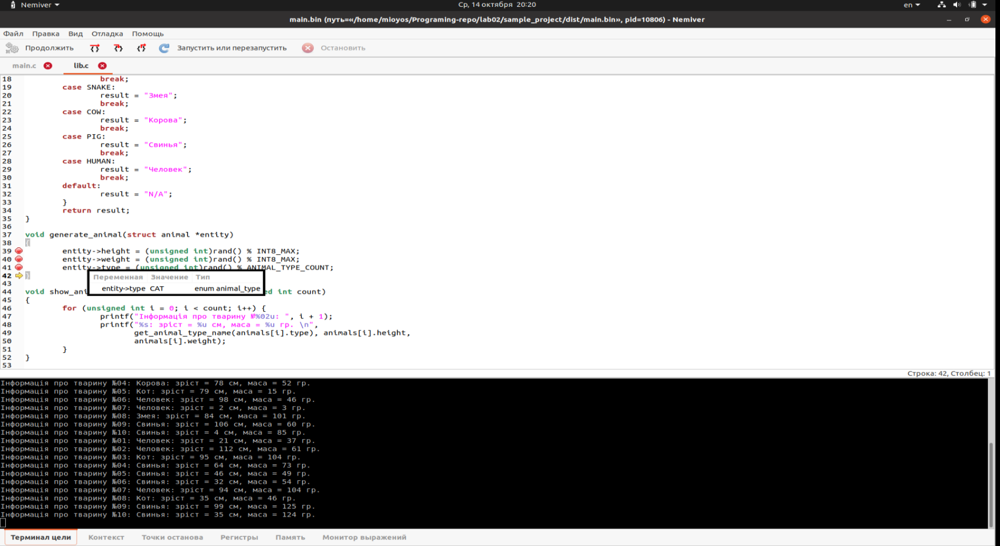 Nemiver
Ср, 14 октября 20:20
en
main.bin (путь=«/home/mioyos/Programing-repo/lab02/sample_project/dist/main.bin», pid=10806) - Nemiver
Файл Правка Вид Отладка Помощь
Продолжить Запустить или перезапустить Остановить
main.c lib.c
18 break;
19 case SNAKE:
20 result = "Змея";
21 break;
22 case COW:
23 result = "Корова";
24 break;
25 case PIG:
26 result = "Свинья";
27 break;
28 case HUMAN:
29 result = "Человек";
30 break;
31 default:
32 result = "N/A";
33 }
34 return result;
35 }
36
37 void generate_animal(struct animal *entity)
38 {
39 entity->height = (unsigned int)rand() % INT8_MAX;
40 entity->weight = (unsigned int)rand() % INT8_MAX;
41 entity->type = (unsigned int)rand() % ANIMAL_TYPE_COUNT;
42 }
Переменная Значение Тип
43
entity->type CAT enum animal_type
44 void show_ani ed int count)
45 {
46 for (unsigned int i = 0; i < count; i++) {
47 printf("Інформація про тварину №%02u: ", i + 1);
48 printf("%s: зріст = %u см, маса = %u гр. \n",
49 get_animal_type_name(animals[i].type), animals[i].height,
50 animals[i].weight);
51 }
52 }
53
Строка: 42, Столбец: 1
Інформація про тварину №04: Корова: зріст = 78 см, маса = 52 гр.
Інформація про тварину №05: Кот: зріст = 79 см, маса = 15 гр.
Інформація про тварину №06: Человек: зріст = 98 см, маса = 46 гр.
Інформація про тварину №07: Человек: зріст = 2 см, маса = 3 гр.
Інформація про тварину №08: Змея: зріст = 84 см, маса = 101 гр.
Інформація про тварину №09: Свинья: зріст = 106 см, маса = 60 гр.
Інформація про тварину №10: Свинья: зріст = 4 см, маса = 85 гр.
Інформація про тварину №01: Человек: зріст = 21 см, маса = 37 гр.
Інформація про тварину №02: Человек: зріст = 112 см, маса = 61 гр.
Інформація про тварину №03: Кот: зріст = 95 см, маса = 104 гр.
Інформація про тварину №04: Свинья: зріст = 64 см, маса = 73 гр.
Інформація про тварину №05: Свинья: зріст = 46 см, маса = 49 гр.
Інформація про тварину №06: Свинья: зріст = 32 см, маса = 54 гр.
Інформація про тварину №07: Человек: зріст = 94 см, маса = 104 гр.
Інформація про тварину №08: Кот: зріст = 35 см, маса = 46 гр.
Інформація про тварину №09: Свинья: зріст = 99 см, маса = 125 гр.
Інформація про тварину №10: Свинья: зріст = 35 см, маса = 124 гр.
Терминал цели Контекст Точки останова Регистры Память Монитор выражений